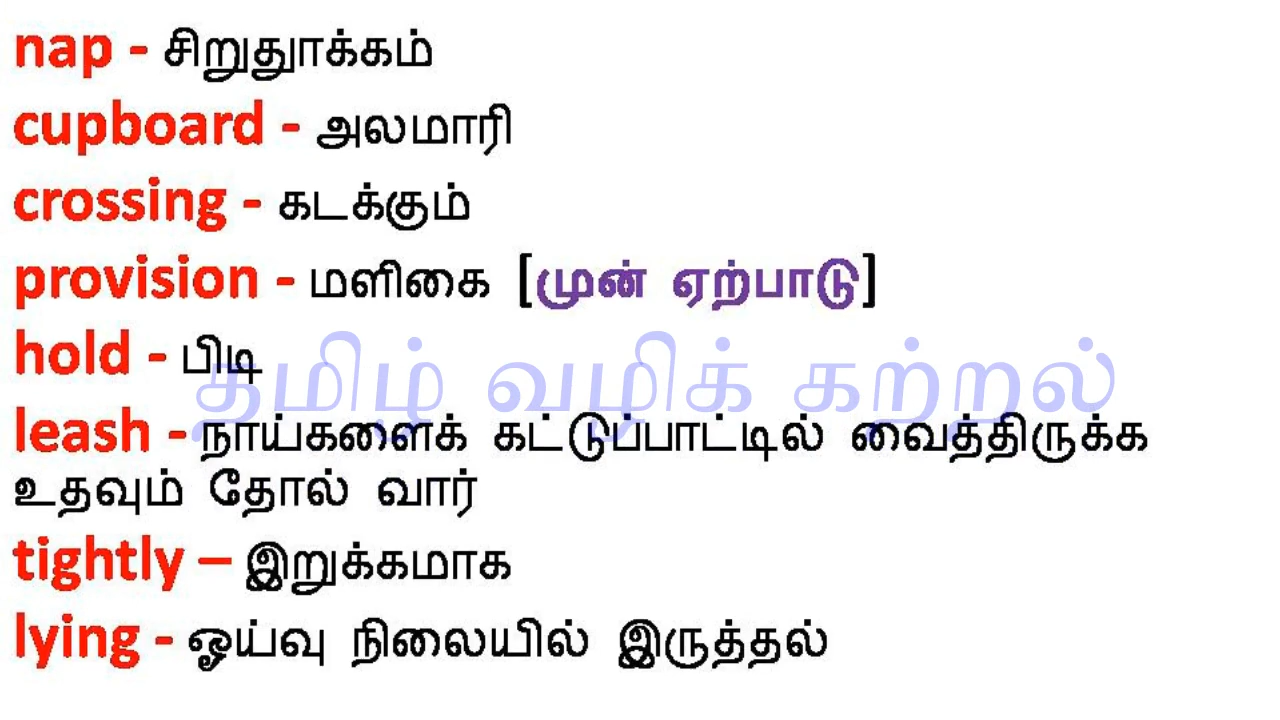 nap - சிறுதூக்கம்
cupboard - அலமாரி
crossing - கடக்கும்
provision - மளிகை [முன் ஏற்பாடு]
hold - பிடி
தமிழ் வழிக் கற்றல்
leash - நாய்களைக் கட்டுப்பாட்டில் வைத்திருக்க
உதவும் தோல் வார்
tightly – இறுக்கமாக
lying - ஓய்வு நிலையில் இருத்தல்